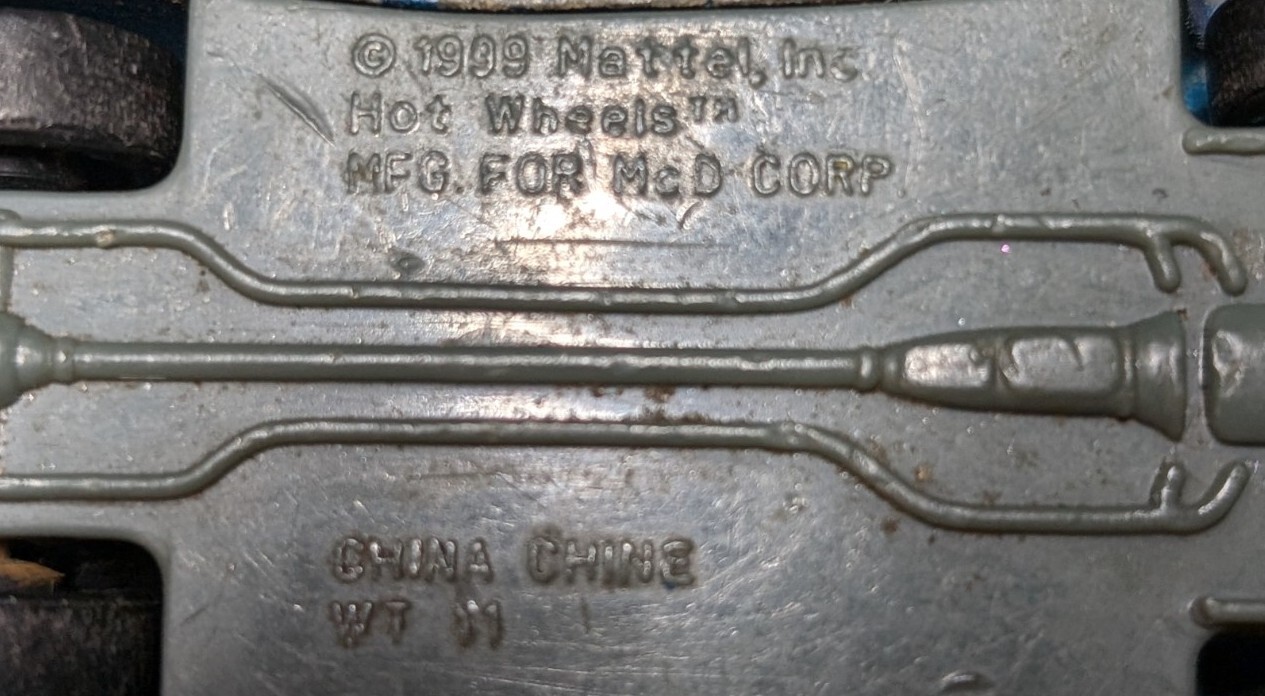 © 1999 Mattel, Inc.
Hot Wheels™
MFG. FOR McD CORP
CHINA CHINE
WT 11